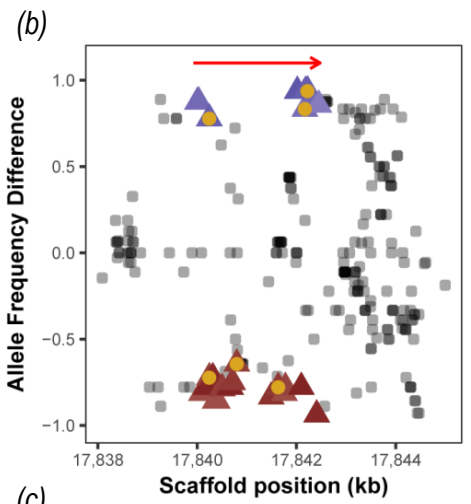 (b)
Allele Frequency Difference
1.0
0.5
0.0
−0.5
−1.0
17,838 17,840 17,842 17,844
Scaffold position (kb)
(c)